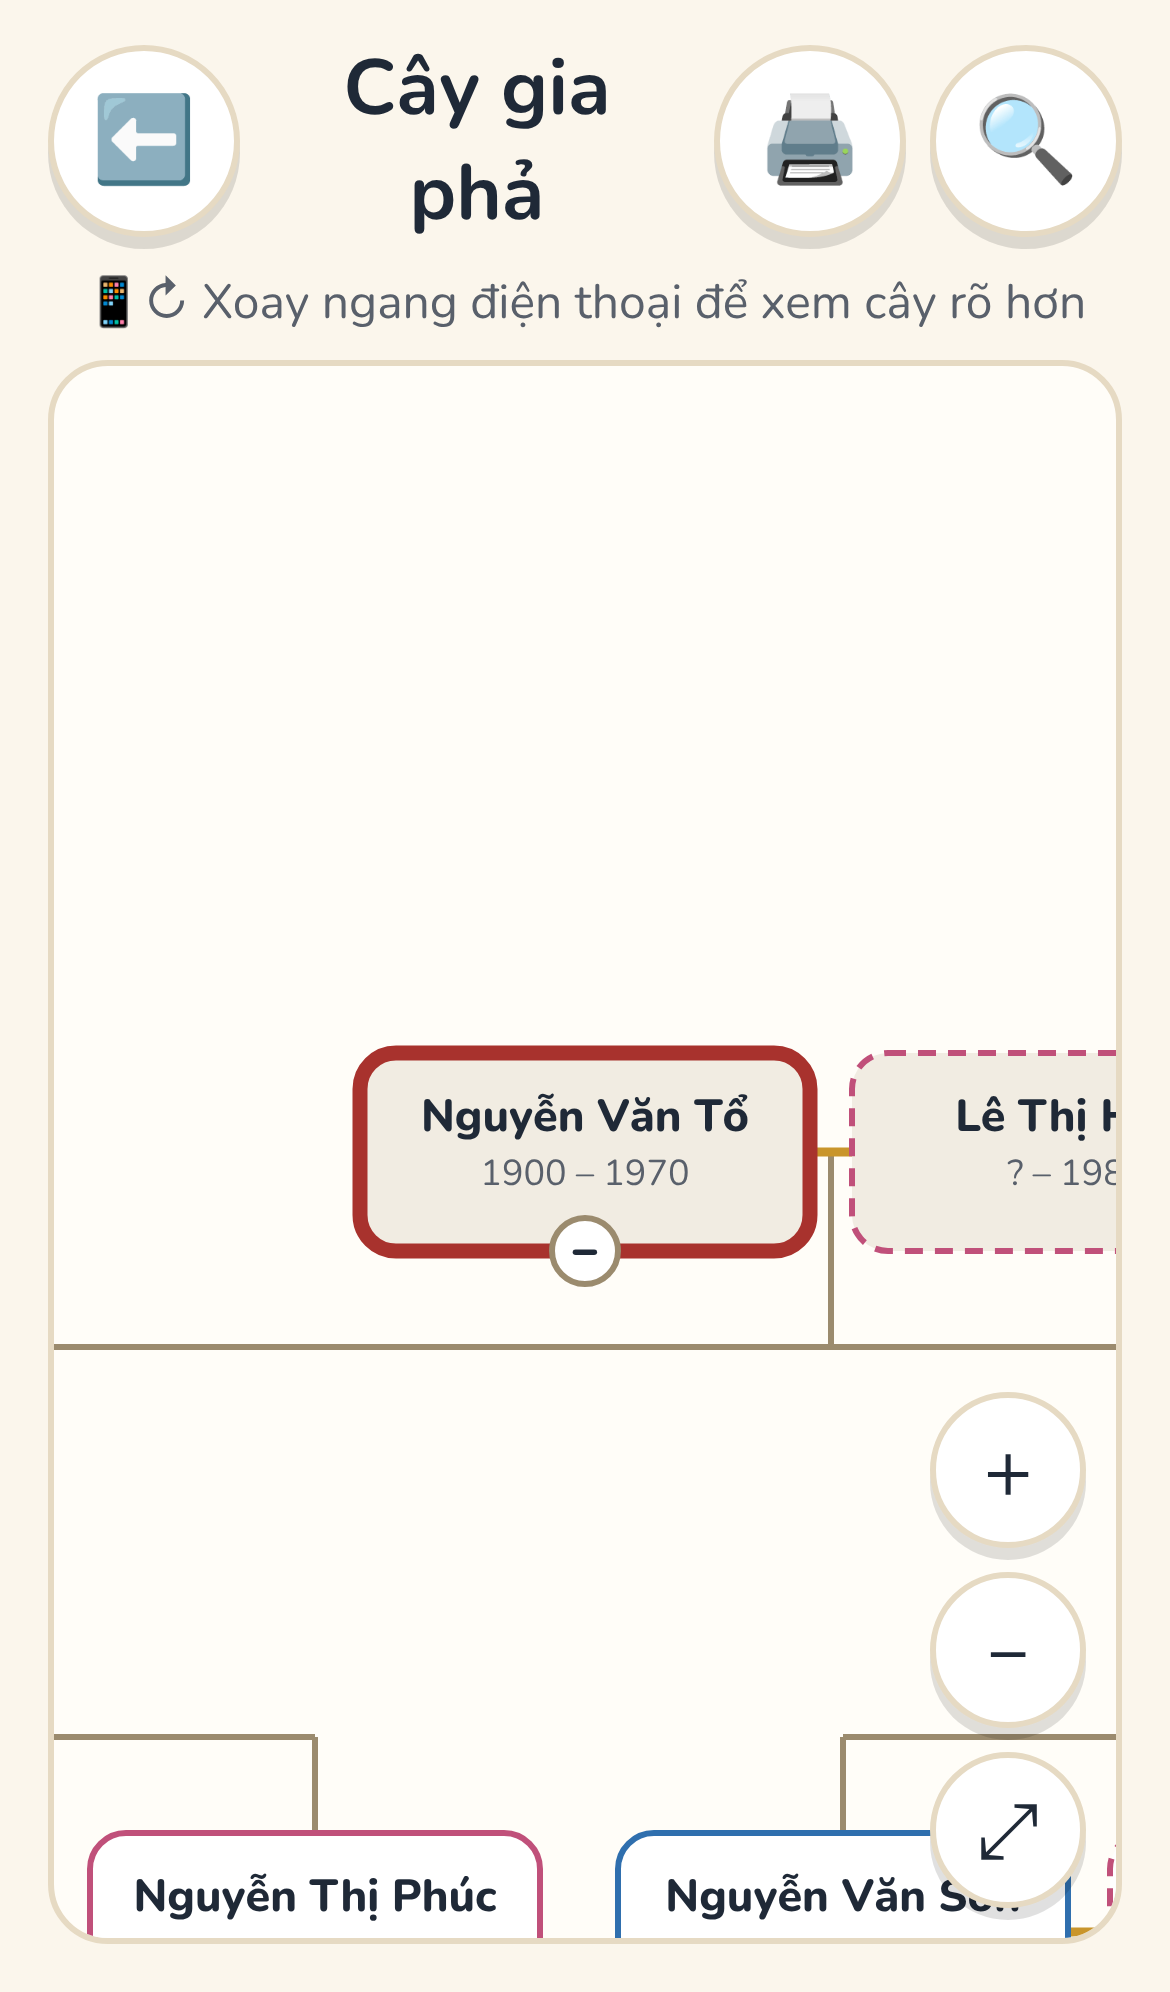 Cây gia
phả
Xoay ngang điện thoại để xem cây rõ hơn
Nguyễn Văn Tổ
1900 – 1970
Lê Thị
? –
Nguyễn Thị Phúc
Nguyễn Văn